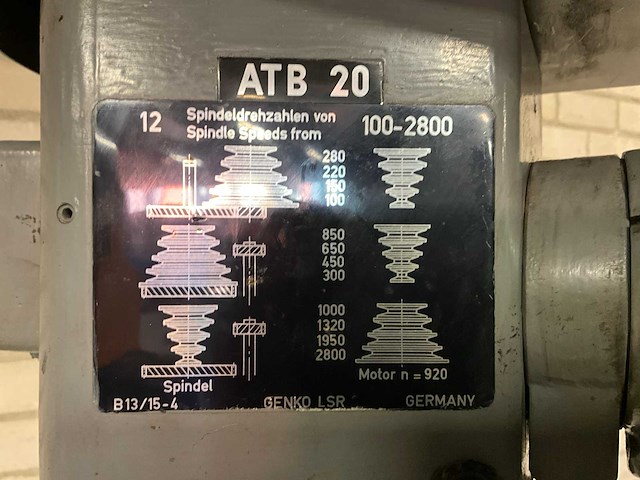 ATB 20
12 Spindeldrehzahlen von
Spindle Speeds from 100-2800
280
220
150
100
850
650
450
300
1000
1320
1950
2800
Motor n = 920
Spindel
B13/15-4 GENKO LSR GERMANY